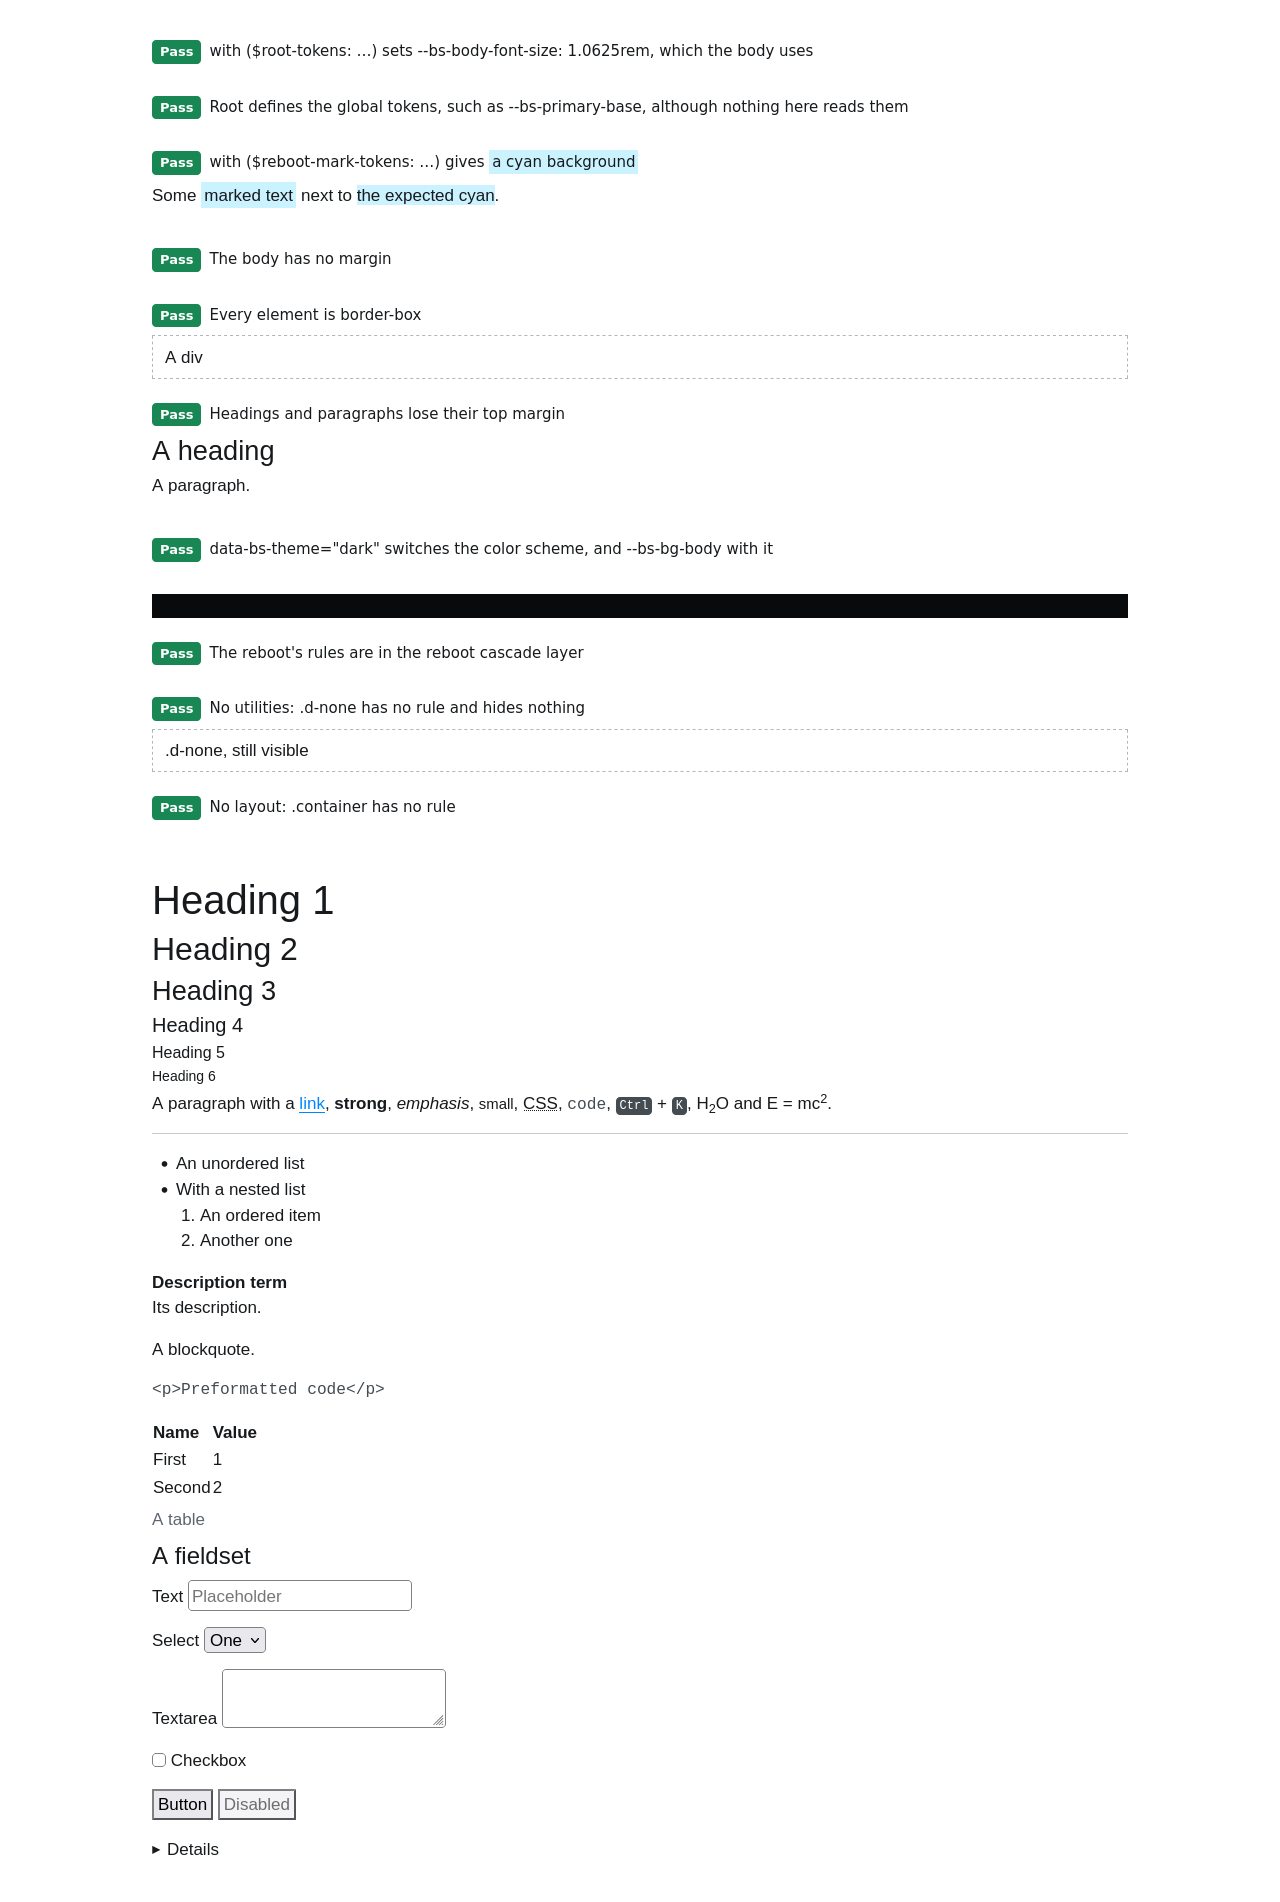 Pass with ($root-tokens: …) sets --bs-body-font-size: 1.0625rem, which the body uses
Pass Root defines the global tokens, such as --bs-primary-base, although nothing here reads them
Pass with ($reboot-mark-tokens: …) gives a cyan background
Some marked text next to the expected cyan.
Pass The body has no margin
Pass Every element is border-box
A div
Pass Headings and paragraphs lose their top margin
A heading
A paragraph.
Pass data-bs-theme="dark" switches the color scheme, and --bs-bg-body with it
Pass The reboot's rules are in the reboot cascade layer
Pass No utilities: .d-none has no rule and hides nothing
.d-none, still visible
Pass No layout: .container has no rule
Heading 1
Heading 2
Heading 3
Heading 4
Heading 5
Heading 6
A paragraph with a link, strong, emphasis, small, CSS, code, Ctrl + K, H2O and E = mc2.
• An unordered list
• With a nested list
1. An ordered item
2. Another one
Description term
Its description.
A blockquote.
<p>Preformatted code</p>
Name Value
First 1
Second 2
A table
A fieldset
Text Placeholder
Select One
Textarea
Checkbox
Button Disabled
▸ Details